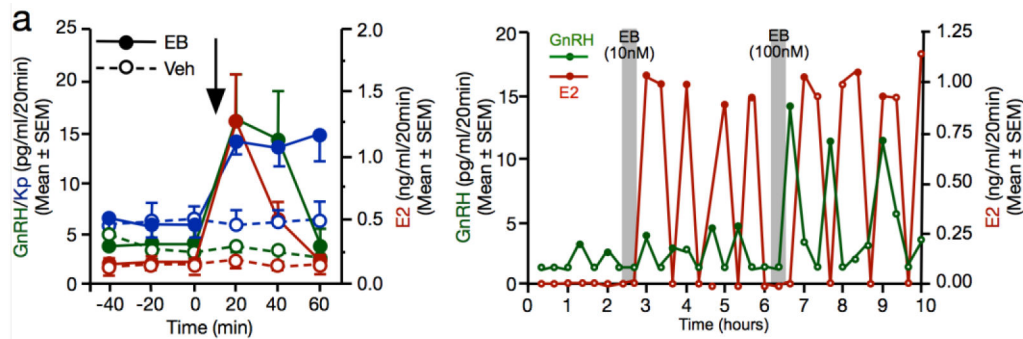 a
25
20
15
10
5
0
GnRH/Kp (pg/ml/20min)
(Mean ± SEM)
EB
Veh
2.0
1.5
1.0
0.5
0.0
E2 (ng/ml/20min)
(Mean ± SEM)
-40 -20 0 20 40 60
Time (min)
20
15
10
5
0
GnRH (pg/ml/20min)
(Mean ± SEM)
GnRH
E2
EB
(10nM)
EB
(100nM)
1.25
1.00
0.75
0.50
0.25
0.00
E2 (ng/ml/20min)
(Mean ± SEM)
0 1 2 3 4 5 6 7 8 9 10
Time (hours)